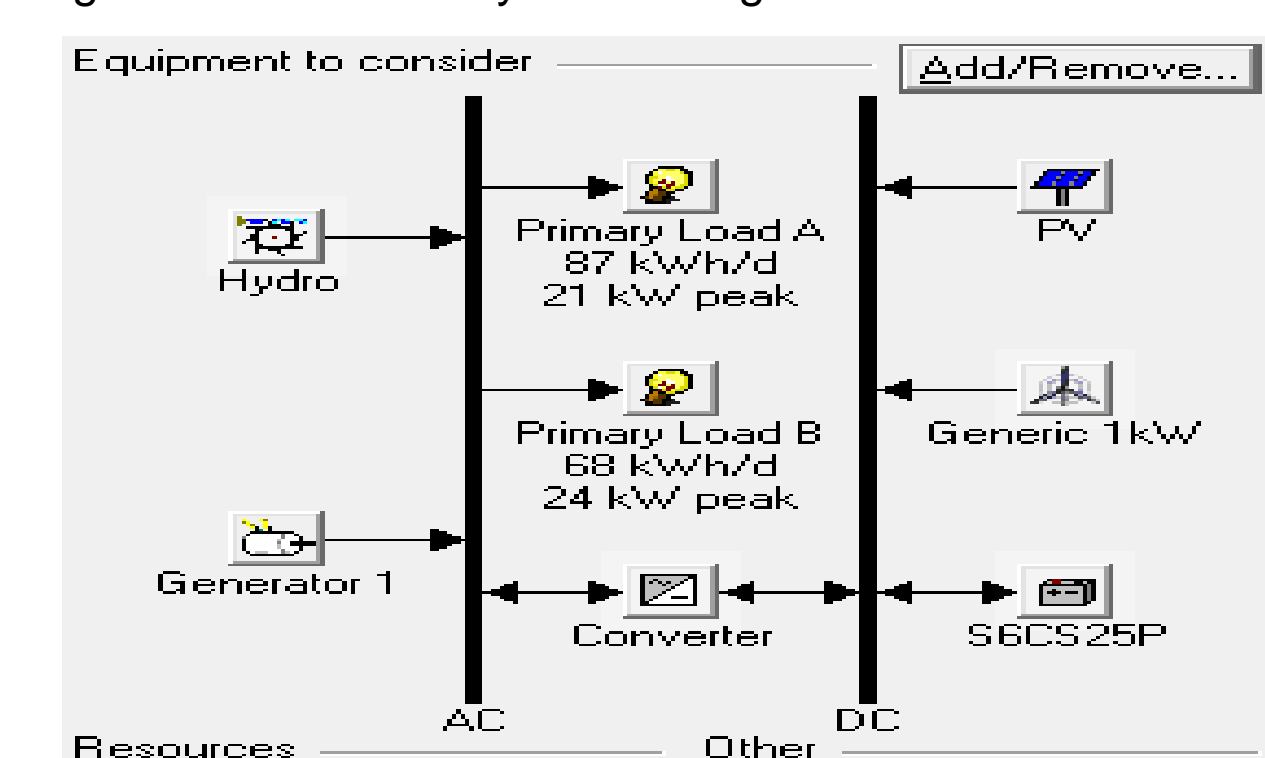 Equipment to consider
Add/Remove...
Hydro
Primary Load A
87 kWh/d
21 kW peak
PV
Primary Load B
68 kWh/d
24 kW peak
Generic 1kW
Generator 1
Converter
S6CS25P
AC
DC
Resources
Other